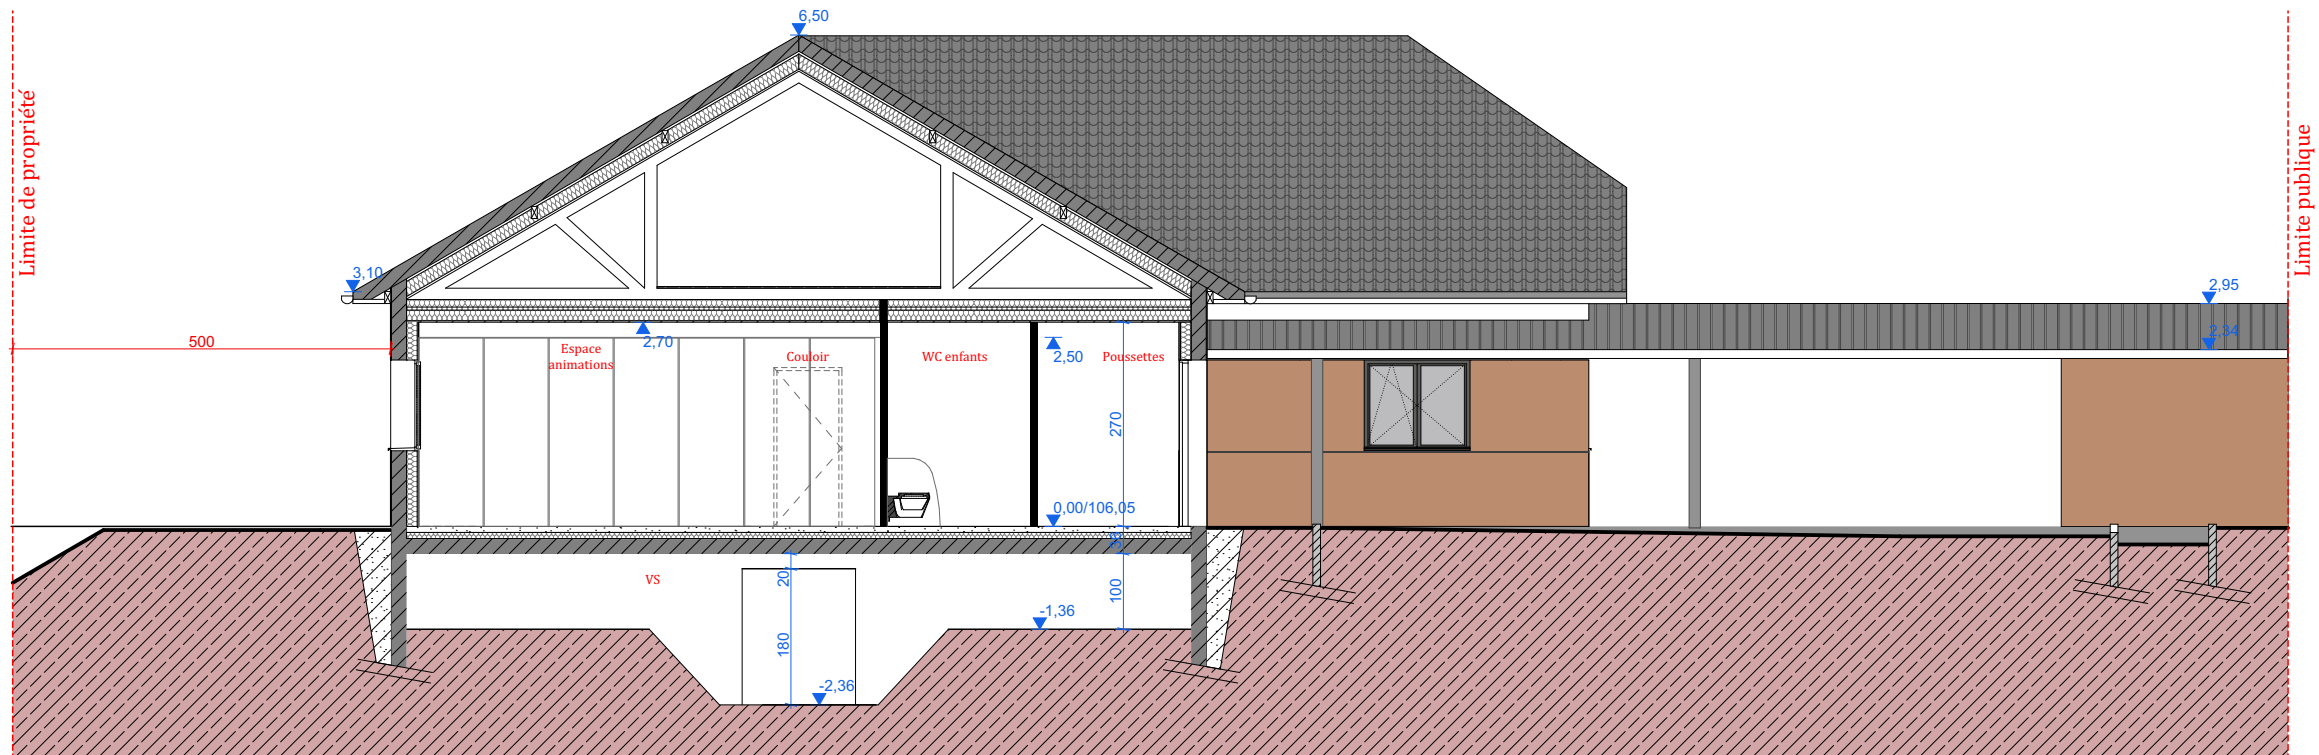 6,50
Limite de propriété
Limite publique
3,10
2,95
2,34
500
2,70
Espace
animations
Couloir
WC enfants
2,50
Poussettes
270
0,00/106,05
VS
20
100
-1,36
180
-2,36